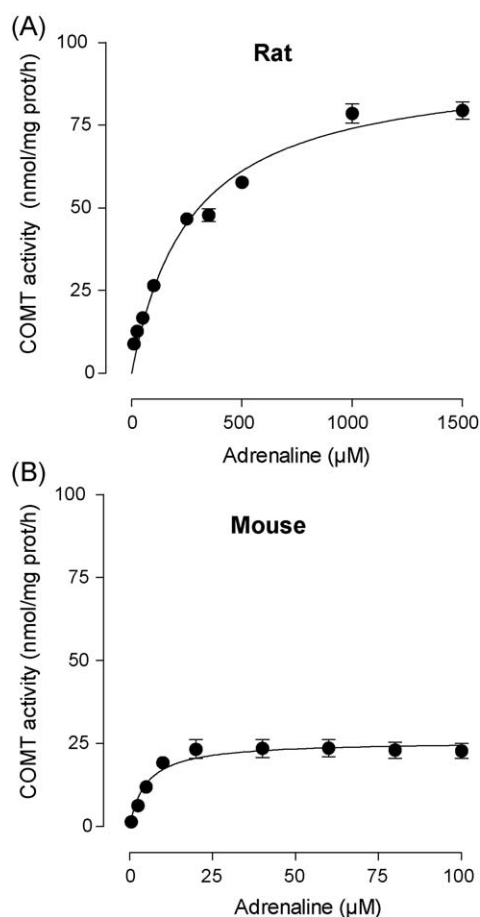 (A)
Rat
COMT activity (nmol/mg prot/h)
100
75
50
25
0
0 500 1000 1500
Adrenaline (µM)
(B)
Mouse
COMT activity (nmol/mg prot/h)
100
75
50
25
0
0 25 50 75 100
Adrenaline (µM)